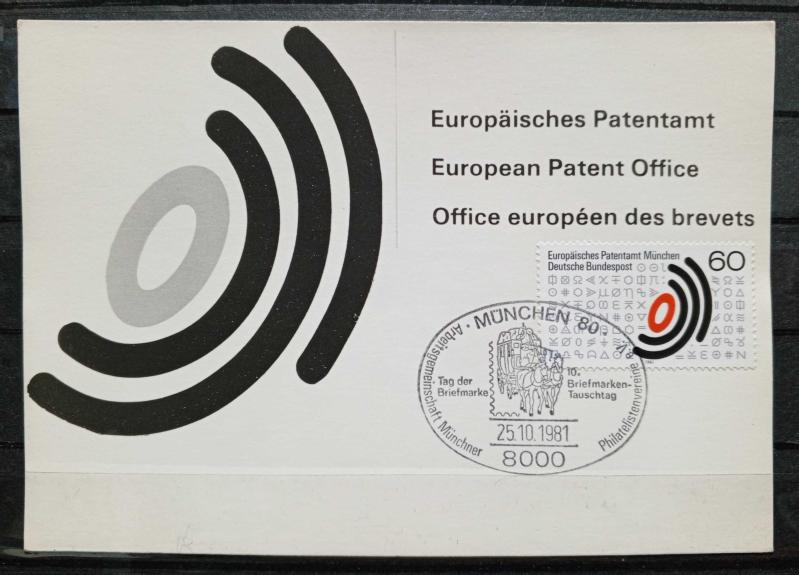 Europäisches Patentamt
European Patent Office
Office européen des brevets
Europäisches Patentamt München
Deutsche Bundespost
60
MÜNCHEN 80
Arbeitsgemeinschaft Münchner
Philatelistenvereine
Tag der
Briefmarke
10.
Briefmarken-
Tauschtag
25.10.1981
8000